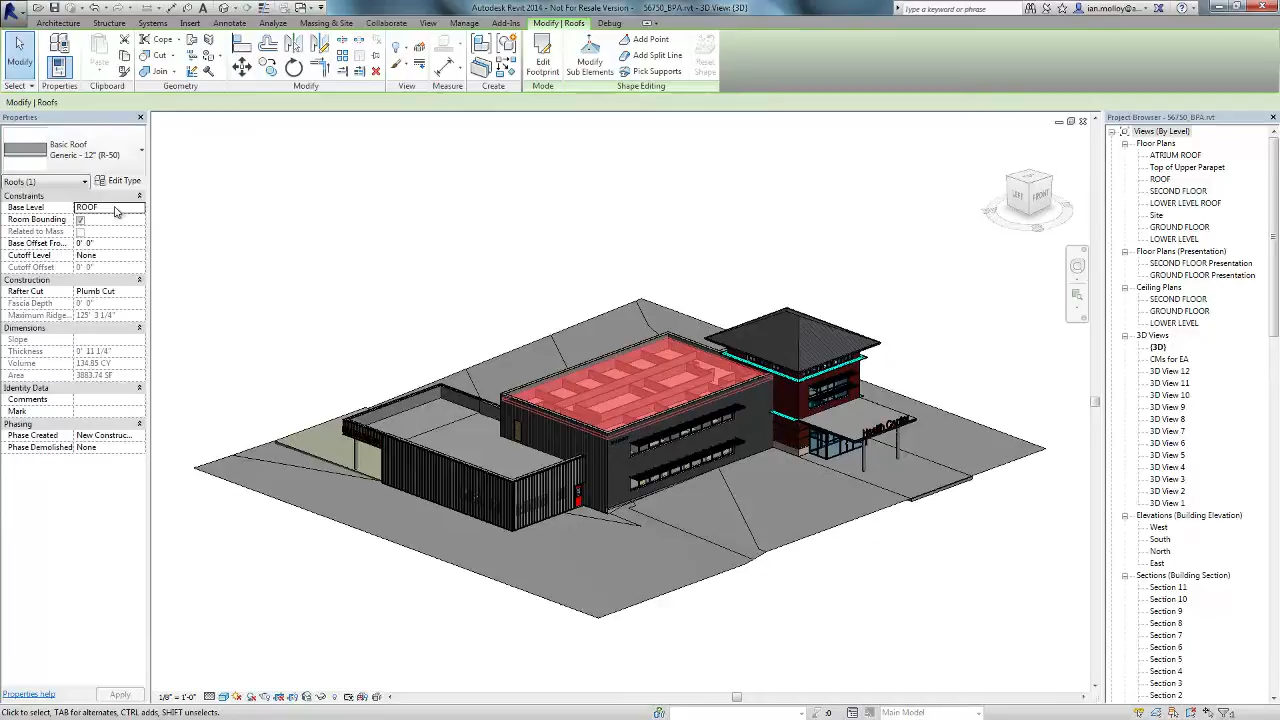 Autodesk Revit 2014 - Not For Resale Version - 56750_BPA.rvt - 3D View: {3D}
Type a keyword or phrase
ian.molloy@a...
Architecture Structure Systems Insert Annotate Analyze Massing & Site Collaborate View Manage Add-Ins Modify | Roofs Debug
Modify
Paste
Cope
Cut
Join
Edit Footprint
Modify Sub Elements
Add Point
Add Split Line
Pick Supports
Reset Shape
Select Properties Clipboard Geometry Modify View Measure Create Mode Shape Editing
Modify | Roofs
Properties
Basic Roof
Generic - 12" (R-50)
Roofs (1)
Edit Type
Constraints
Base Level ROOF
Room Bounding
Related to Mass
Base Offset Fro... 0' 0"
Cutoff Level None
Cutoff Offset 0' 0"
Construction
Rafter Cut Plumb Cut
Fascia Depth 0' 0"
Maximum Ridge... 125' 3 1/4"
Dimensions
Slope
Thickness 0' 11 1/4"
Volume 134.85 CY
Area 3883.74 SF
Identity Data
Comments
Mark
Phasing
Phase Created New Construc...
Phase Demolished None
Properties help
Apply
LEFT FRONT
Health Center
Project Browser - 56750_BPA.rvt
Views (By Level)
Floor Plans
ATRIUM ROOF
Top of Upper Parapet
ROOF
SECOND FLOOR
LOWER LEVEL ROOF
Site
GROUND FLOOR
LOWER LEVEL
Floor Plans (Presentation)
SECOND FLOOR Presentation
GROUND FLOOR Presentation
Ceiling Plans
SECOND FLOOR
GROUND FLOOR
LOWER LEVEL
3D Views
{3D}
CMs for EA
3D View 12
3D View 11
3D View 10
3D View 9
3D View 8
3D View 7
3D View 6
3D View 5
3D View 4
3D View 3
3D View 2
3D View 1
Elevations (Building Elevation)
West
South
North
East
Sections (Building Section)
Section 11
Section 10
Section 9
Section 8
Section 7
Section 6
Section 5
Section 4
Section 3
Section 2
1/8" = 1'-0"
Click to select, TAB for alternates, CTRL adds, SHIFT unselects.
:0
Main Model
:1